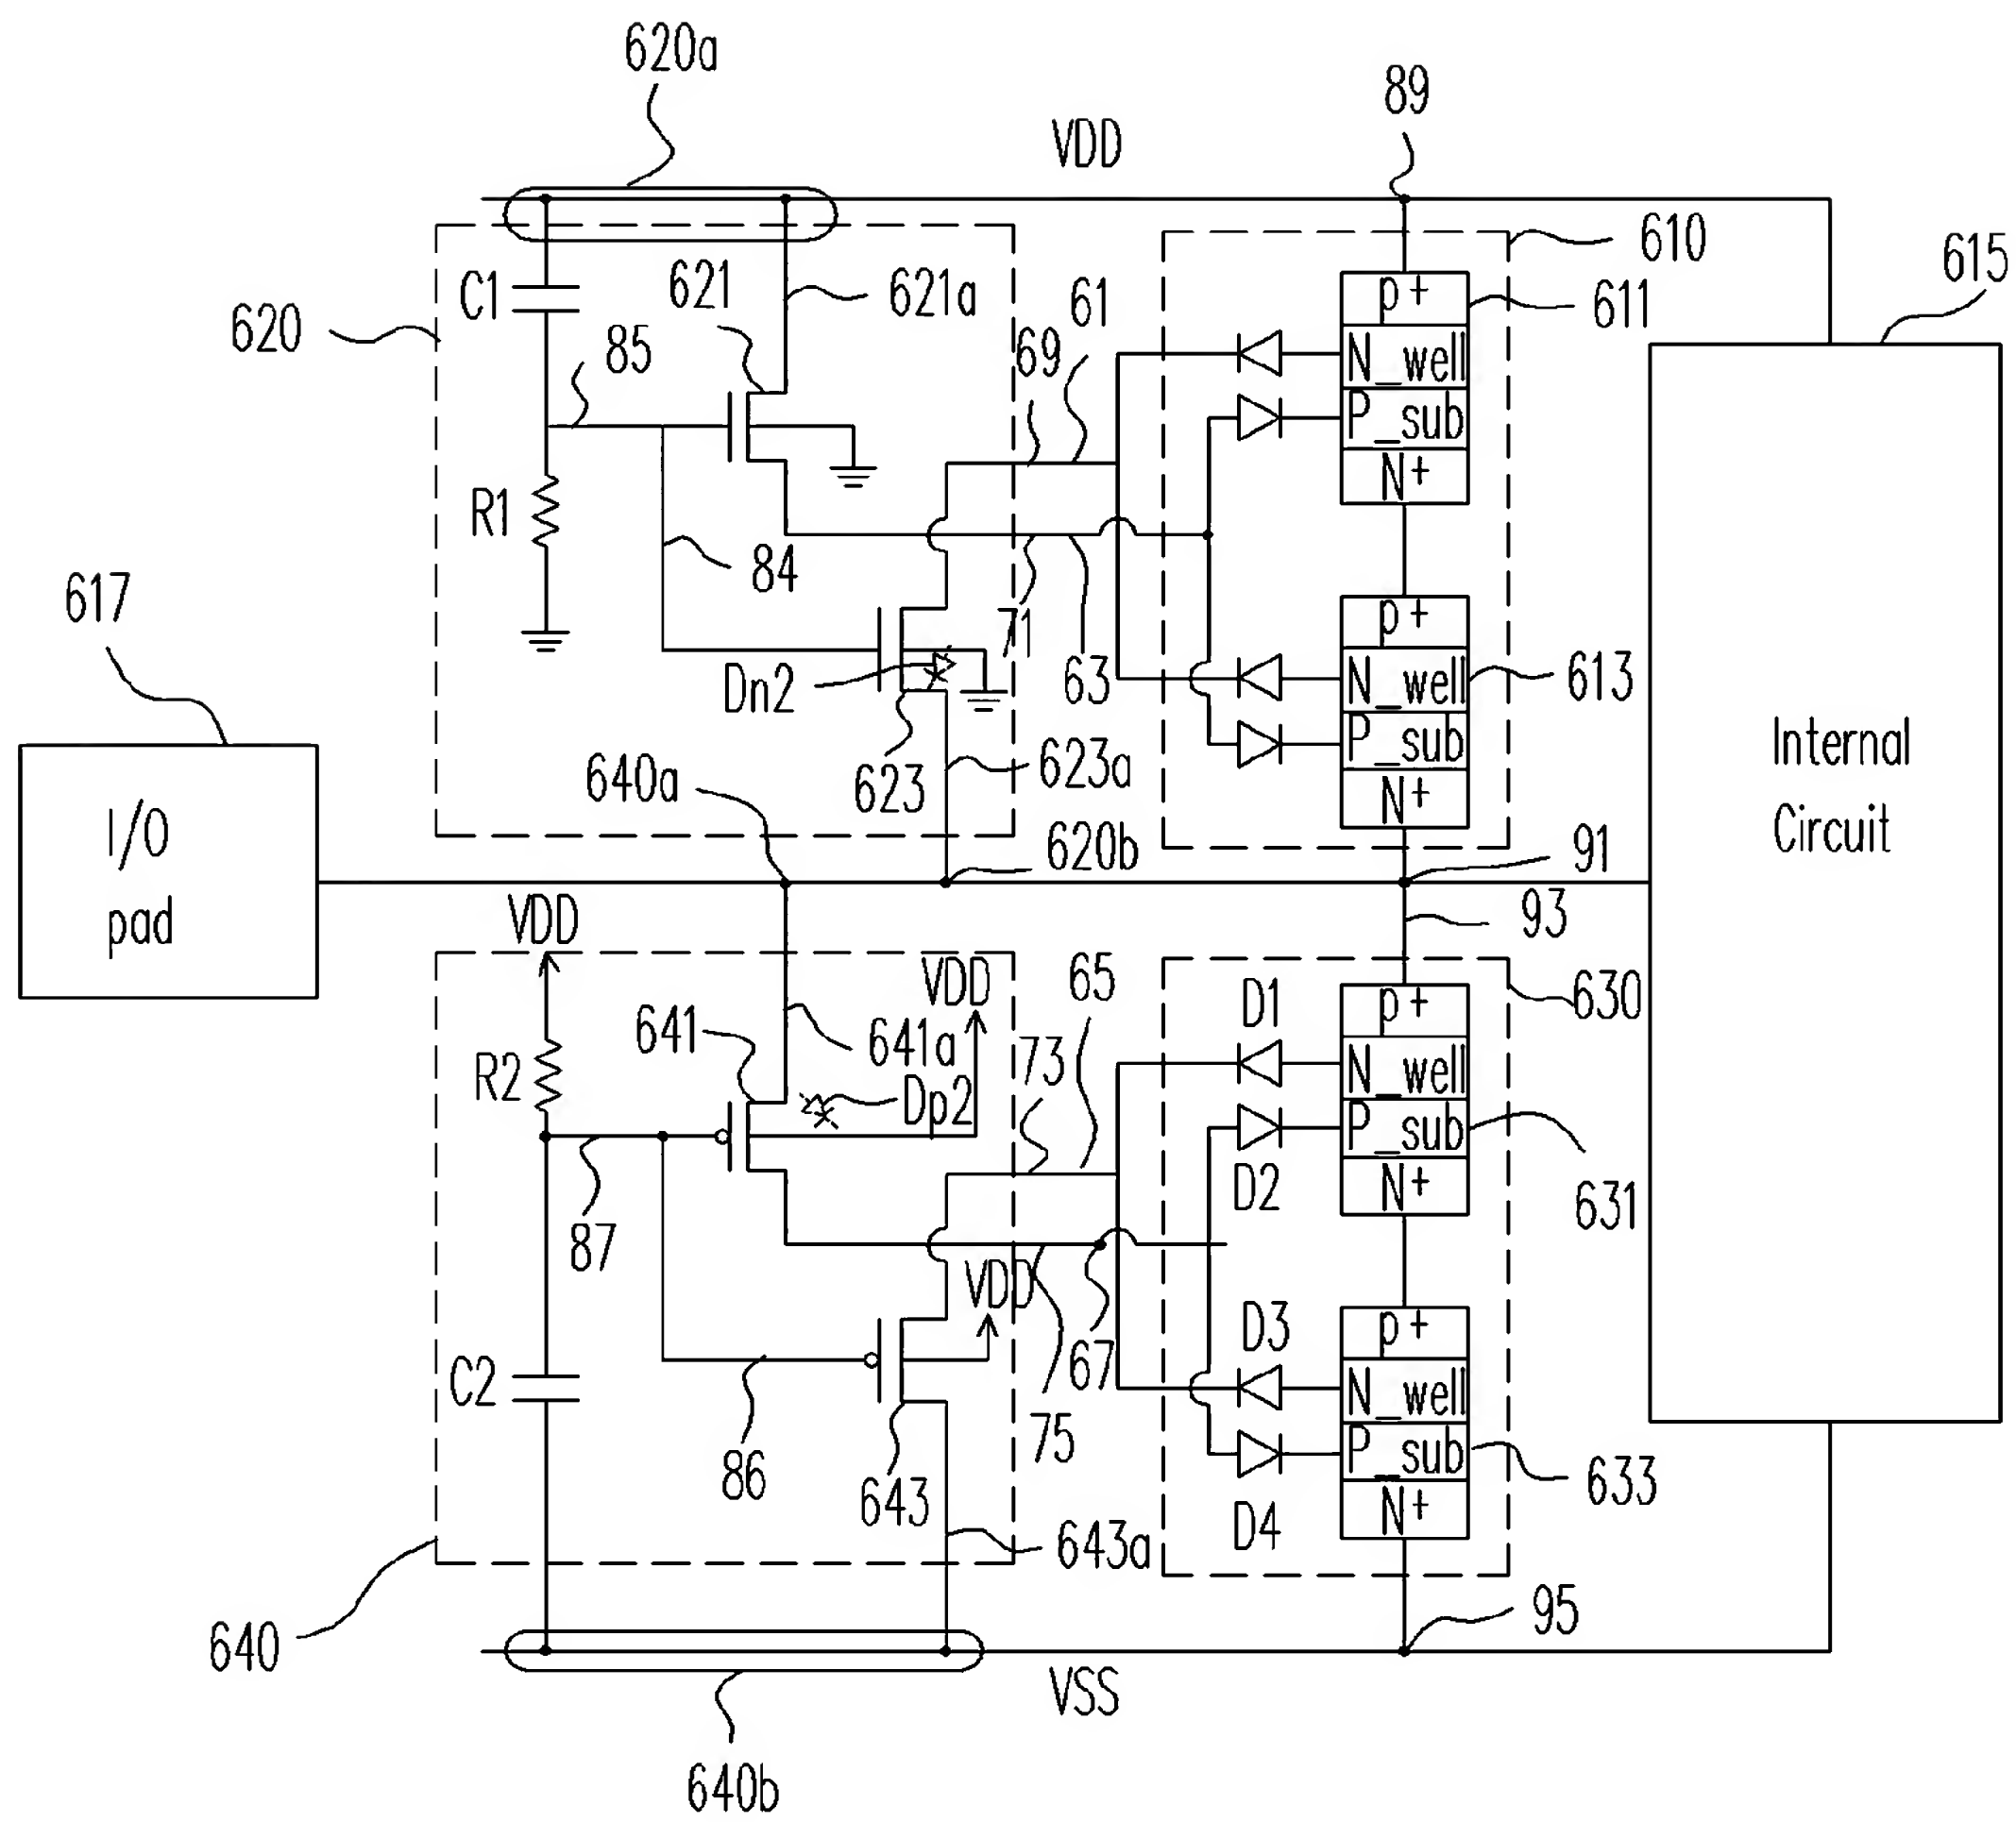 620a
89
VDD
610
615
C1
621
621a
61
p+
611
620
85
69
N_well
P_sub
R1
N+
84
617
71
p+
Dn2
63
N_well
613
P_sub
Internal
Circuit
640a
623
623a
N+
I/O
pad
620b
91
VDD
93
VDD
65
D1
p+
630
641
641a
73
R2
Dp2
N_well
P_sub
D2
N+
631
87
VDD
D3
p+
67
C2
N_well
75
P_sub
86
643
633
N+
D4
643a
640
95
VSS
640b